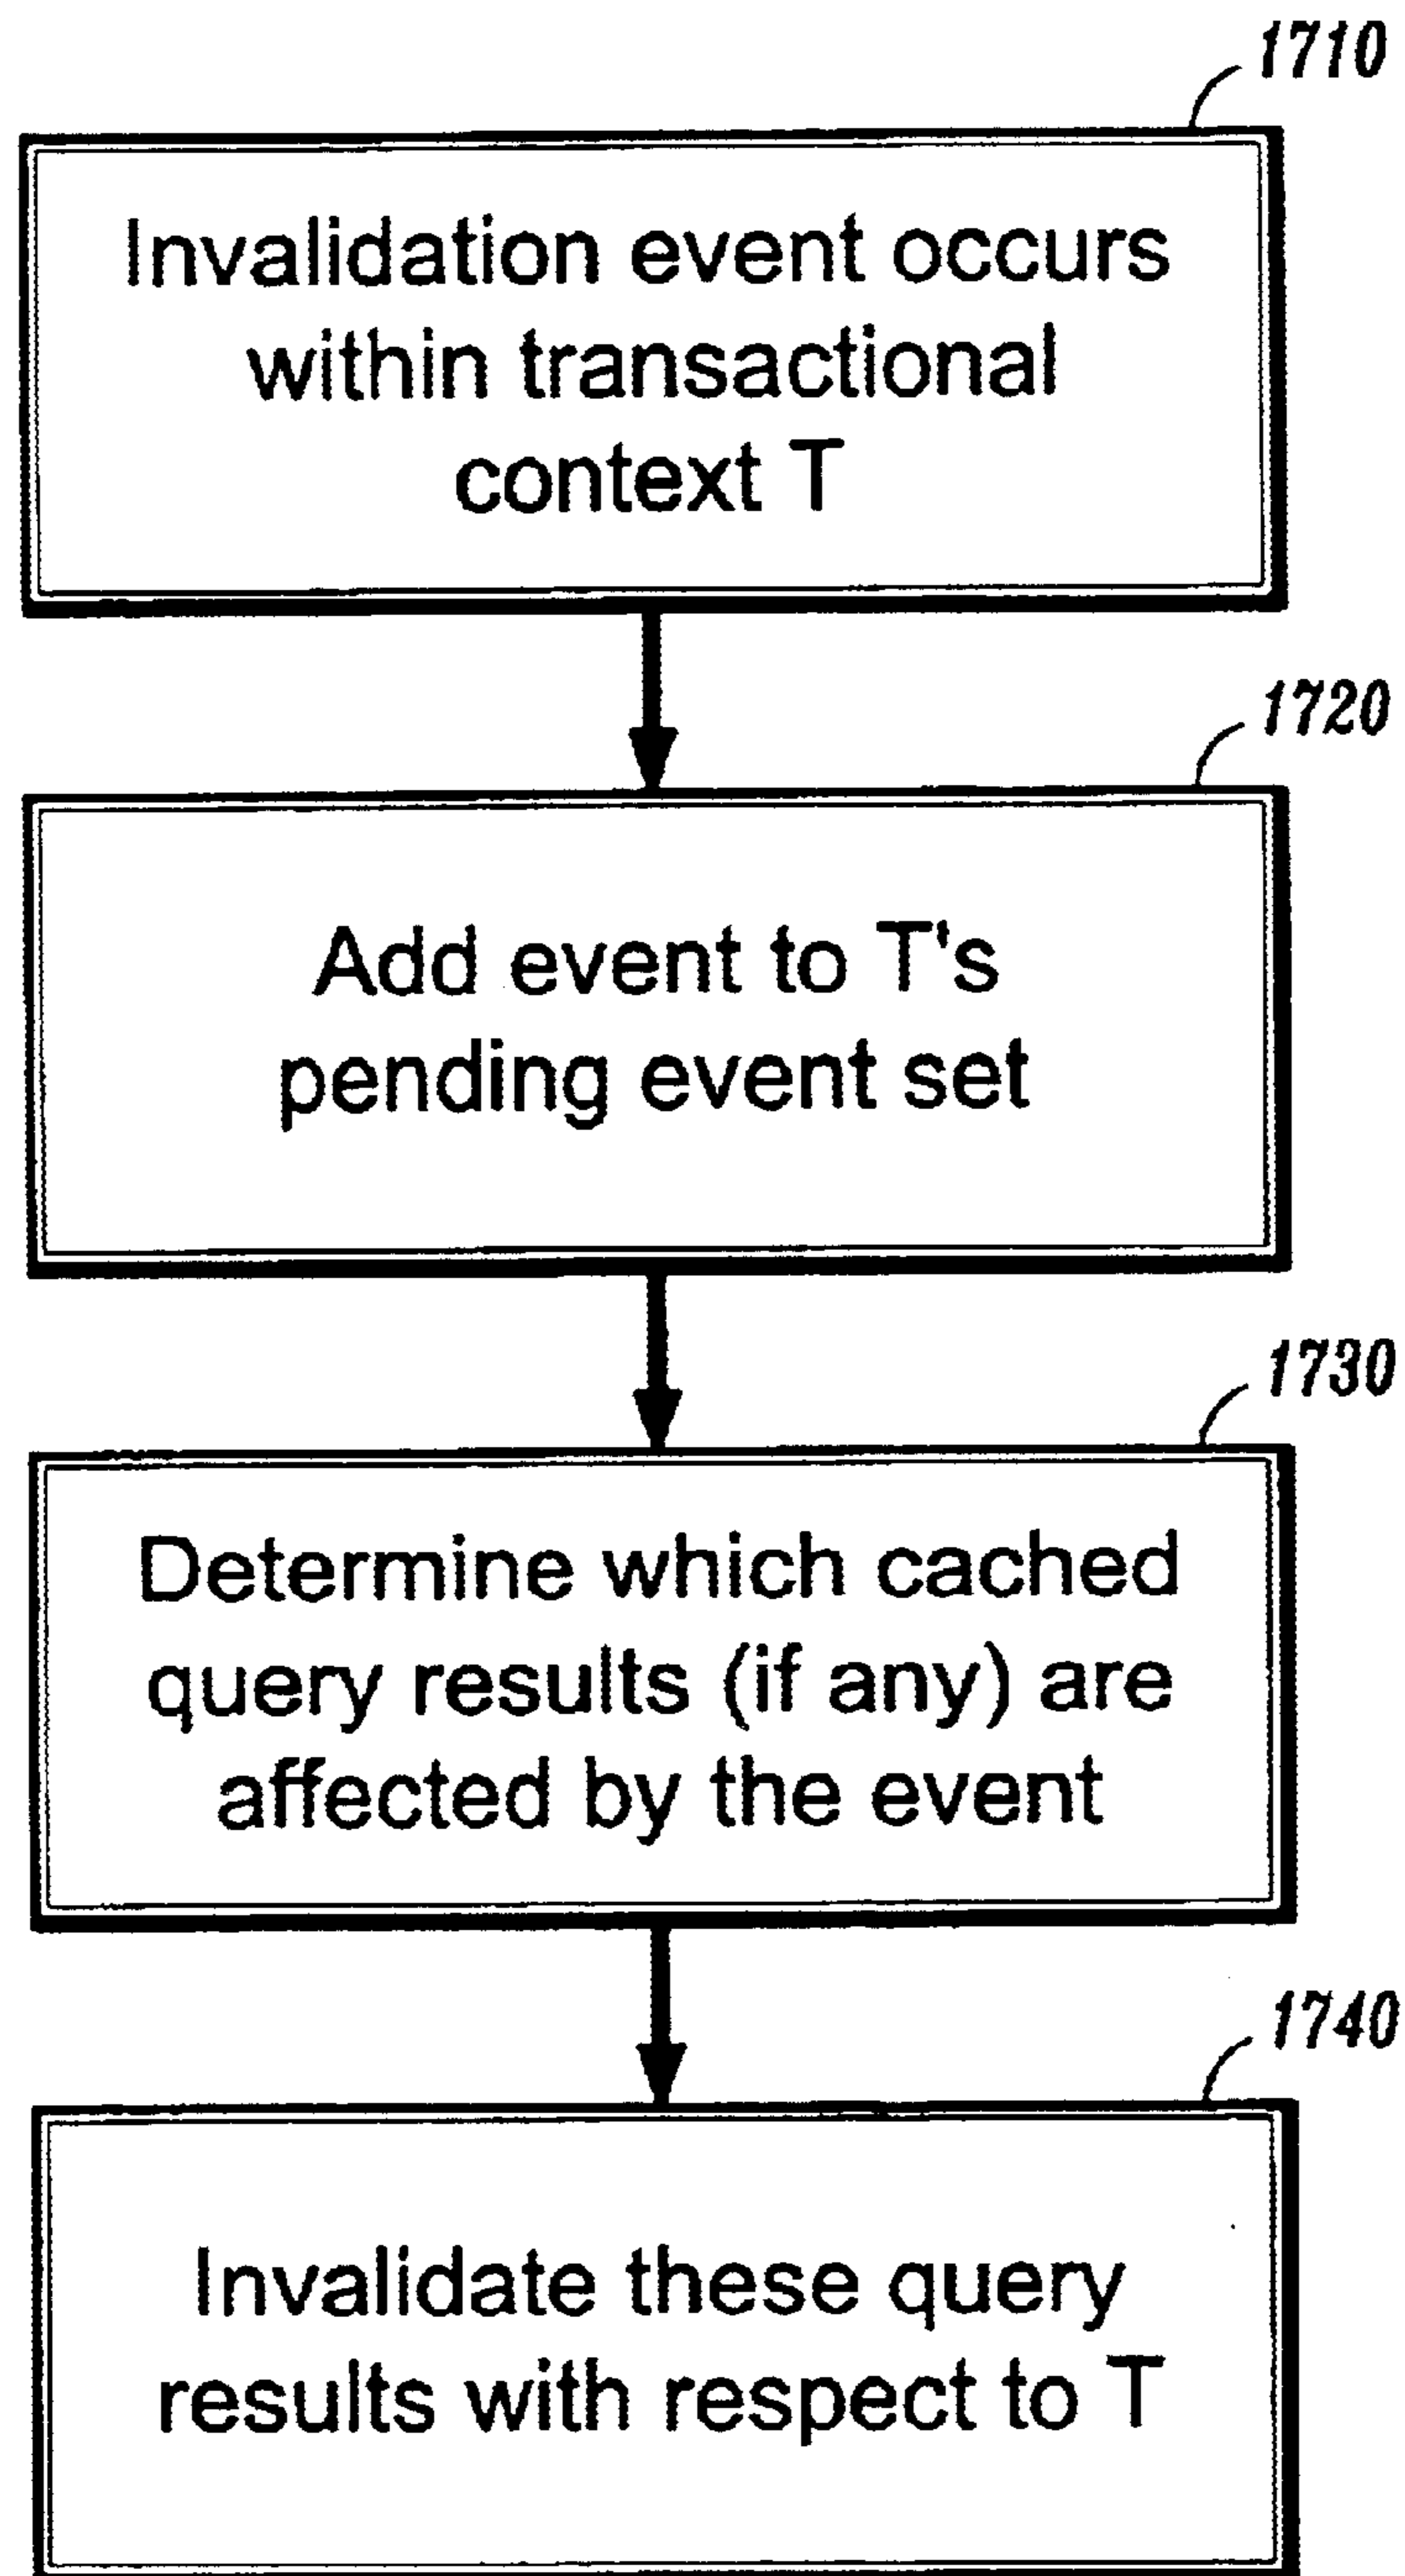 1710
Invalidation event occurs
within transactional
context T
1720
Add event to T's
pending event set
1730
Determine which cached
query results (if any) are
affected by the event
1740
Invalidate these query
results with respect to T